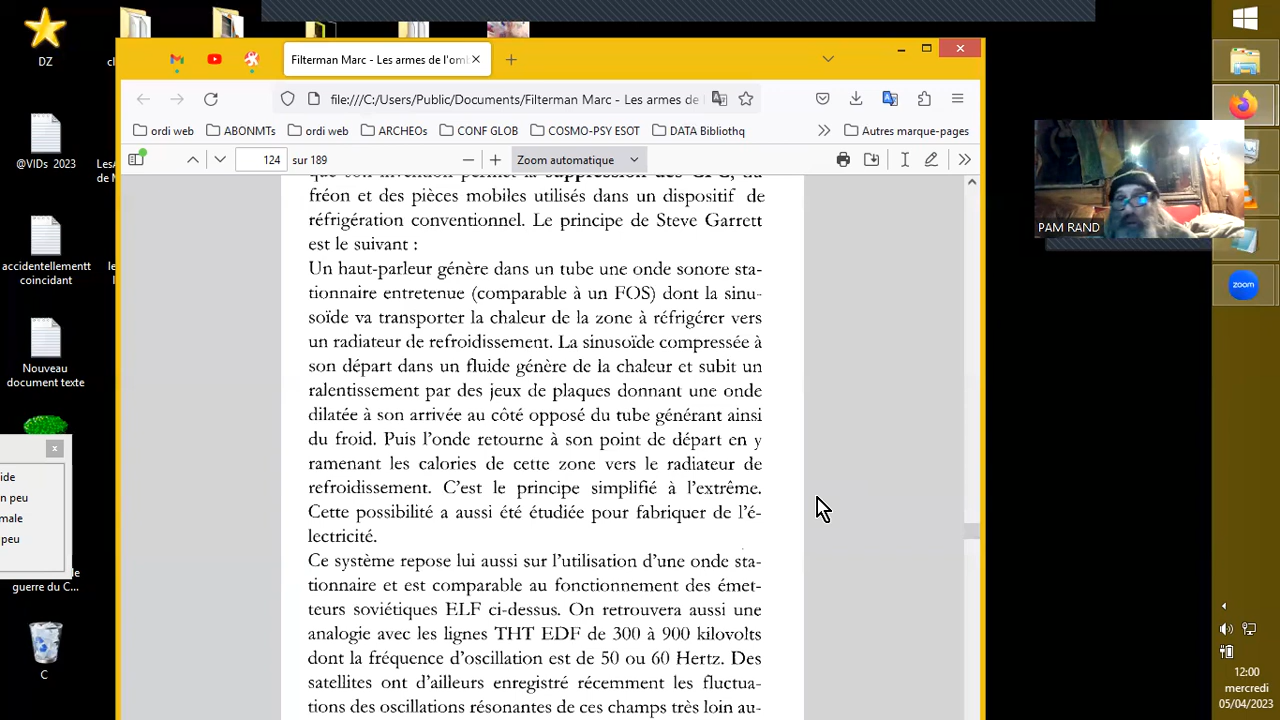 DZ
@VIDs 2023
accidentellementt
coincidant
Nouveau
document texte
guerre du C...
C
Filterman Marc - Les armes de l'oml
file:///C:/Users/Public/Documents/Filterman Marc - Les armes de
ordi web
ABONMTs
ordi web
ARCHEOs
CONF GLOB
COSMO-PSY ESOT
DATA Bibliothq
Autres marque-pages
124 sur 189
Zoom automatique
que son invention permet la suppression des CFC, du
fréon et des pièces mobiles utilisés dans un dispositif de
réfrigération conventionnel. Le principe de Steve Garrett
est le suivant :
Un haut-parleur génère dans un tube une onde sonore sta-
tionnaire entretenue (comparable à un FOS) dont la sinu-
soïde va transporter la chaleur de la zone à réfrigérer vers
un radiateur de refroidissement. La sinusoïde compressée à
son départ dans un fluide génère de la chaleur et subit un
ralentissement par des jeux de plaques donnant une onde
dilatée à son arrivée au côté opposé du tube générant ainsi
du froid. Puis l'onde retourne à son point de départ en y
ramenant les calories de cette zone vers le radiateur de
refroidissement. C'est le principe simplifié à l'extrême.
Cette possibilité a aussi été étudiée pour fabriquer de l'é-
lectricité.
Ce système repose lui aussi sur l'utilisation d'une onde sta-
tionnaire et est comparable au fonctionnement des émet-
teurs soviétiques ELF ci-dessus. On retrouvera aussi une
analogie avec les lignes THT EDF de 300 à 900 kilovolts
dont la fréquence d'oscillation est de 50 ou 60 Hertz. Des
satellites ont d'ailleurs enregistré récemment les fluctua-
tions des oscillations résonantes de ces champs très loin au-
PAM RAND
zoom
12:00
mercredi
05/04/2023